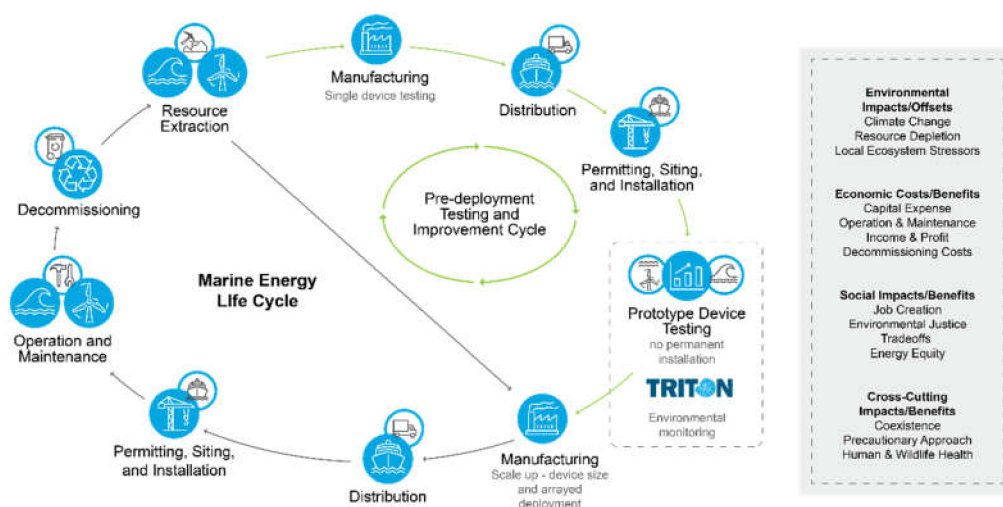 Manufacturing
Single device testing
Resource
Extraction
Distribution
Permitting, Siting,
and Installation
Decommissioning
Pre-deployment
Testing and
Improvement Cycle
Marine Energy
LIfe Cycle
Operation and
Maintenance
Prototype Device
Testing
no permanent
installation
TRITON
Environmental
monitoring
Permitting, Siting,
and Installation
Distribution
Manufacturing
Scale up - device size
and arrayed
deployment
Environmental
Impacts/Offsets
Climate Change
Resource Depletion
Local Ecosystem Stressors
Economic Costs/Benefits
Capital Expense
Operation & Maintenance
Income & Profit
Decommissioning Costs
Social Impacts/Benefits
Job Creation
Environmental Justice
Tradeoffs
Energy Equity
Cross-Cutting
Impacts/Benefits
Coexistence
Precautionary Approach
Human & Wildlife Health